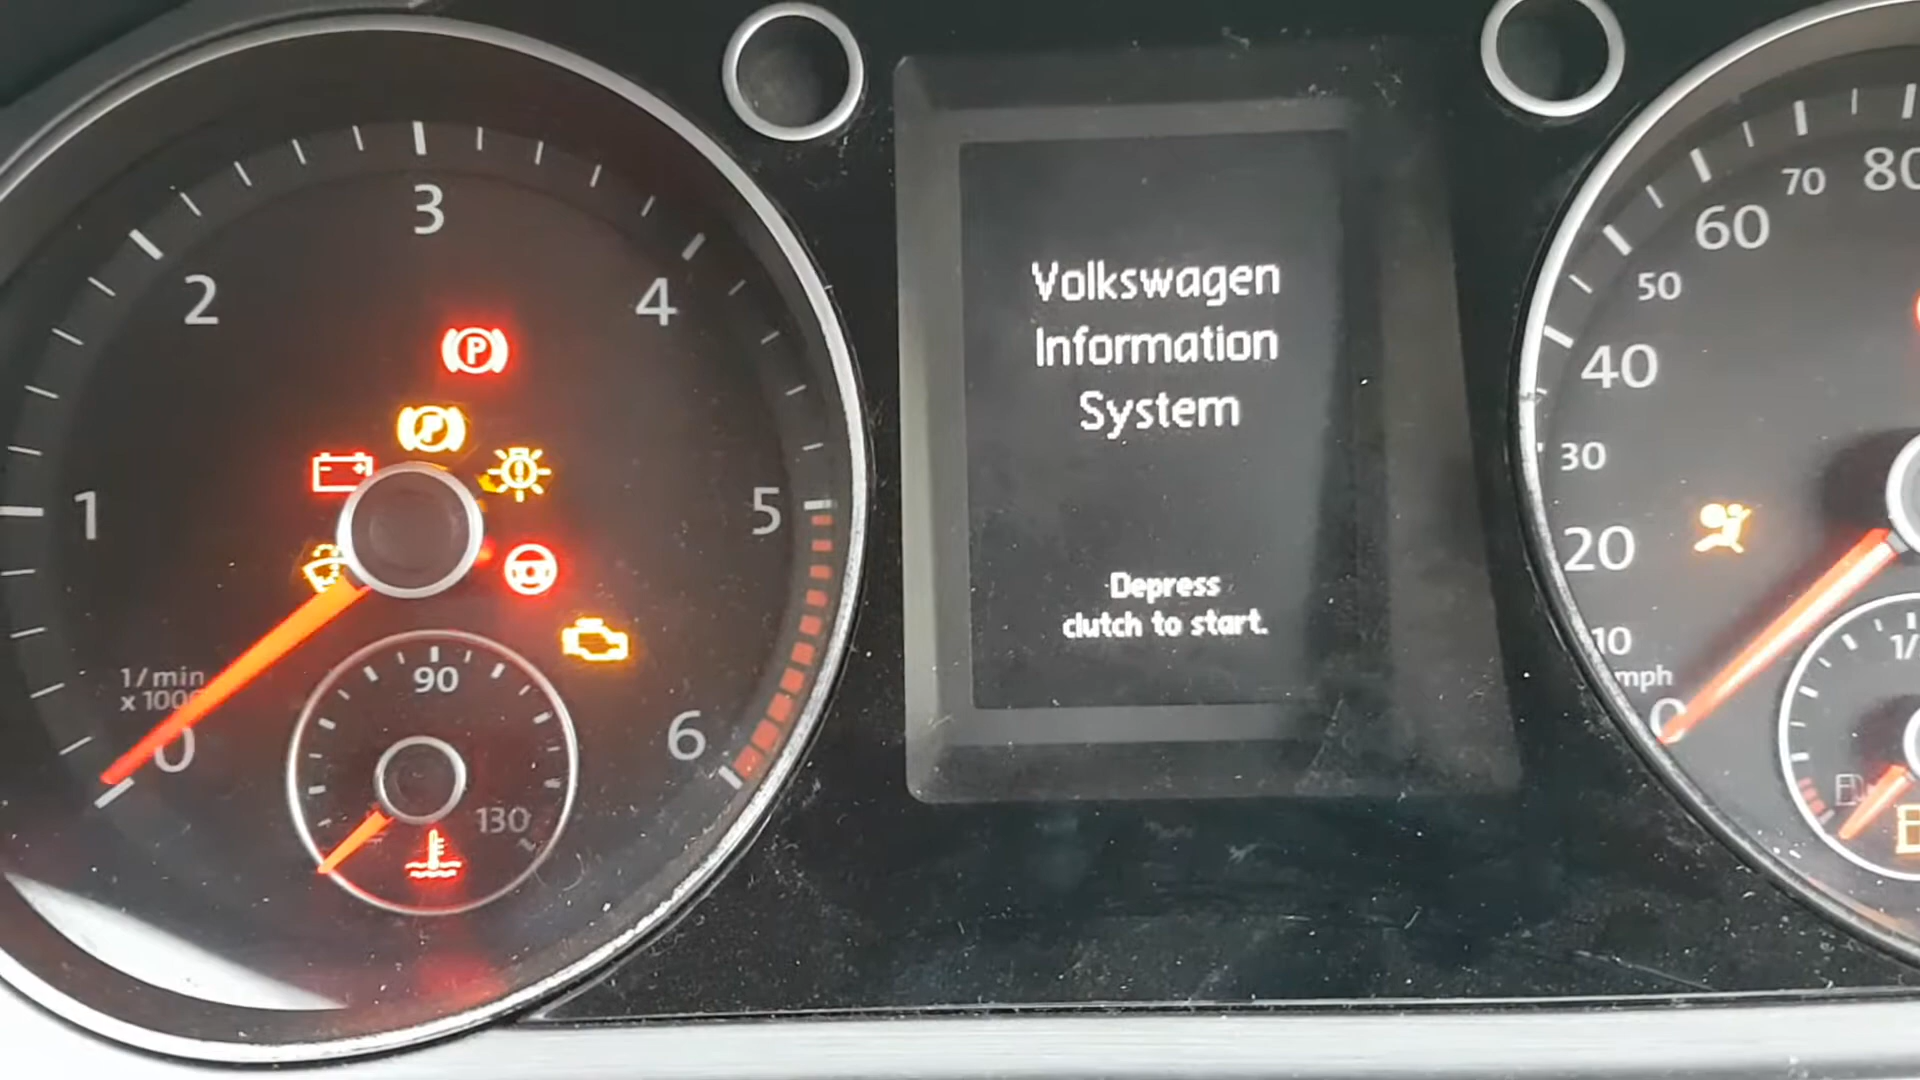 1
2
3
4
5
6
0
1/min
x 1000
90
130
P
Volkswagen
Information
System
Depress
clutch to start.
80
70
60
50
40
30
20
10
mph
0
1/